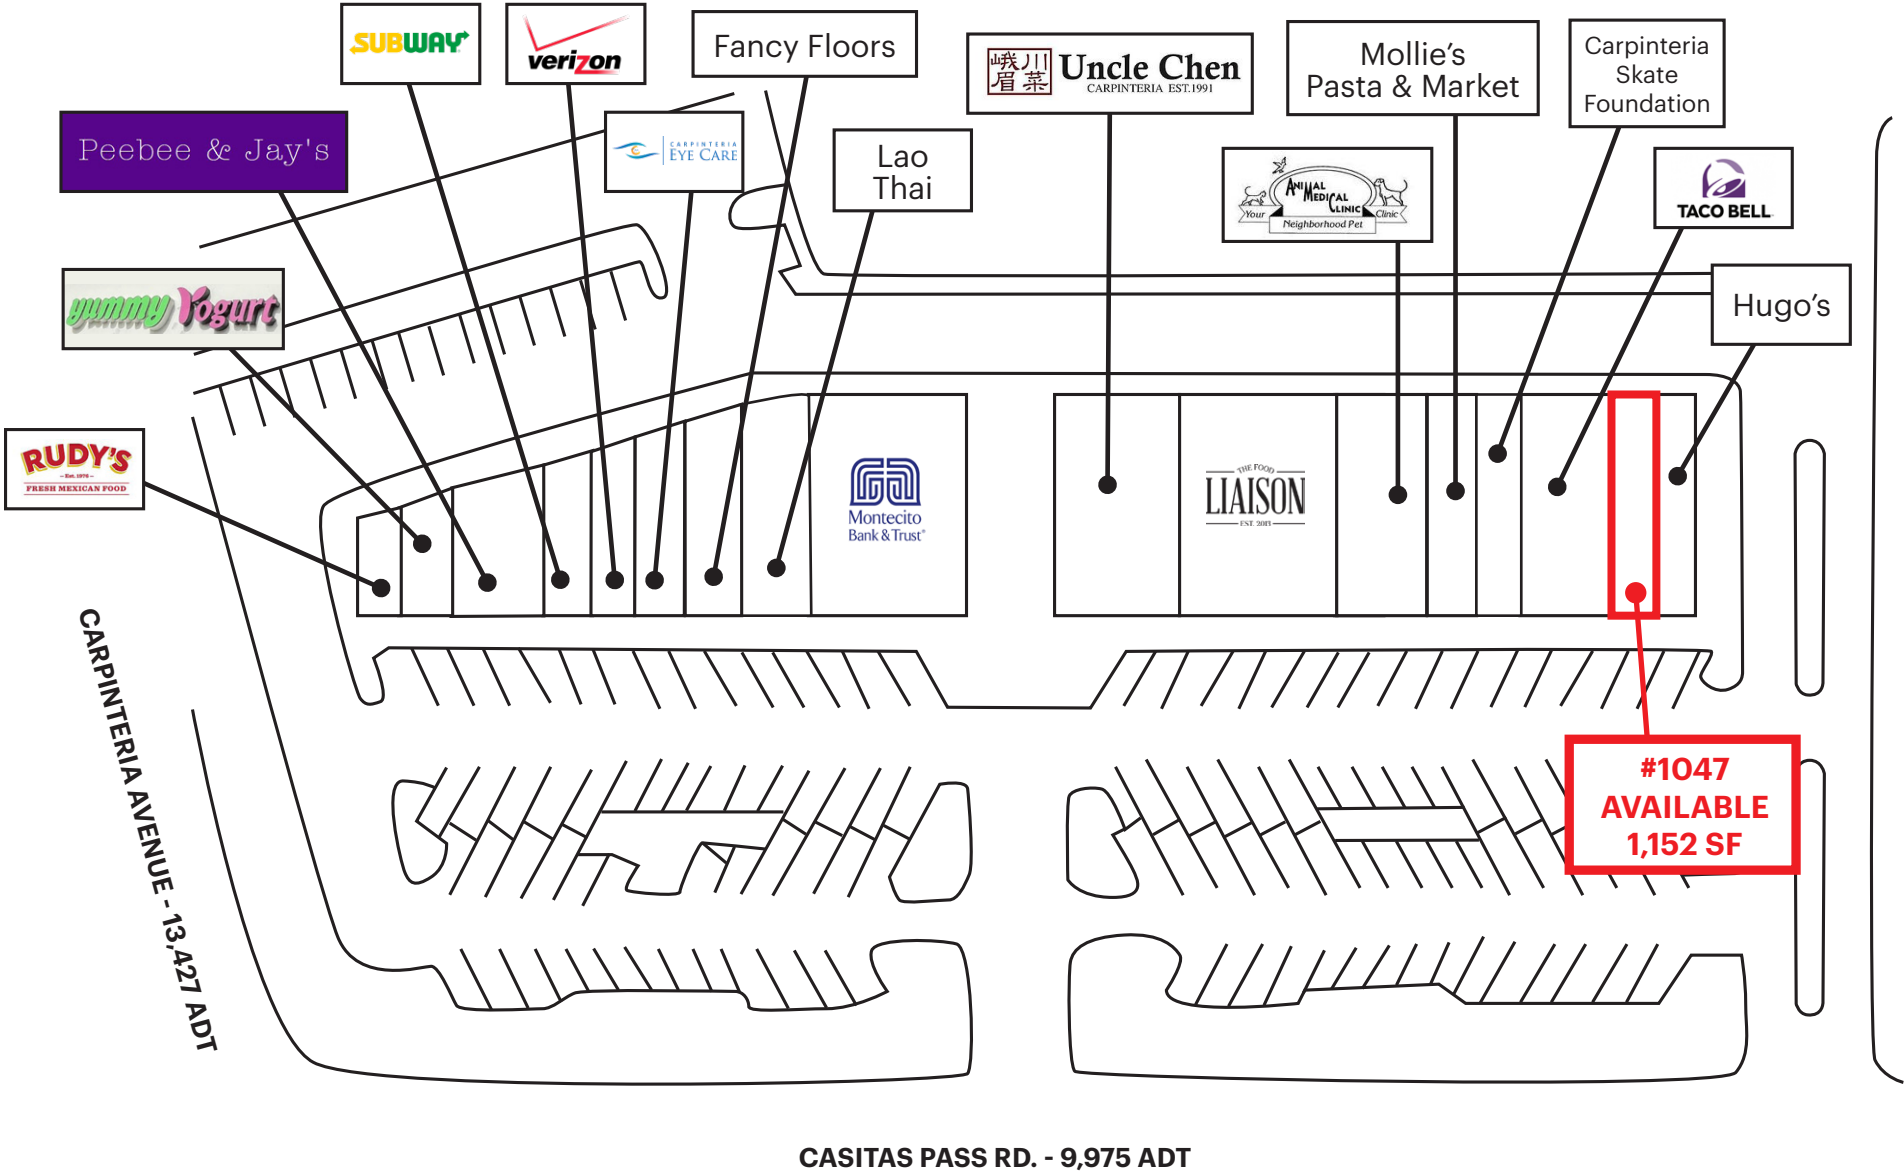 SUBWAY
verizon
Fancy Floors
峨川
眉菜
Uncle Chen
CARPINTERIA EST.1991
Mollie's
Pasta & Market
Carpinteria
Skate
Foundation
Peebee & Jay's
CARPINTERIA
EYE CARE
Lao
Thai
ANIMAL
MEDICAL
CLINIC
Your
Clinic
Neighborhood Pet
TACO BELL
yummy Yogurt
Hugo's
RUDY'S
Est. 1976
FRESH MEXICAN FOOD
Montecito
Bank & Trust®
THE FOOD
LIAISON
EST. 2013
#1047
AVAILABLE
1,152 SF
CARPINTERIA AVENUE - 13,427 ADT
CASITAS PASS RD. - 9,975 ADT